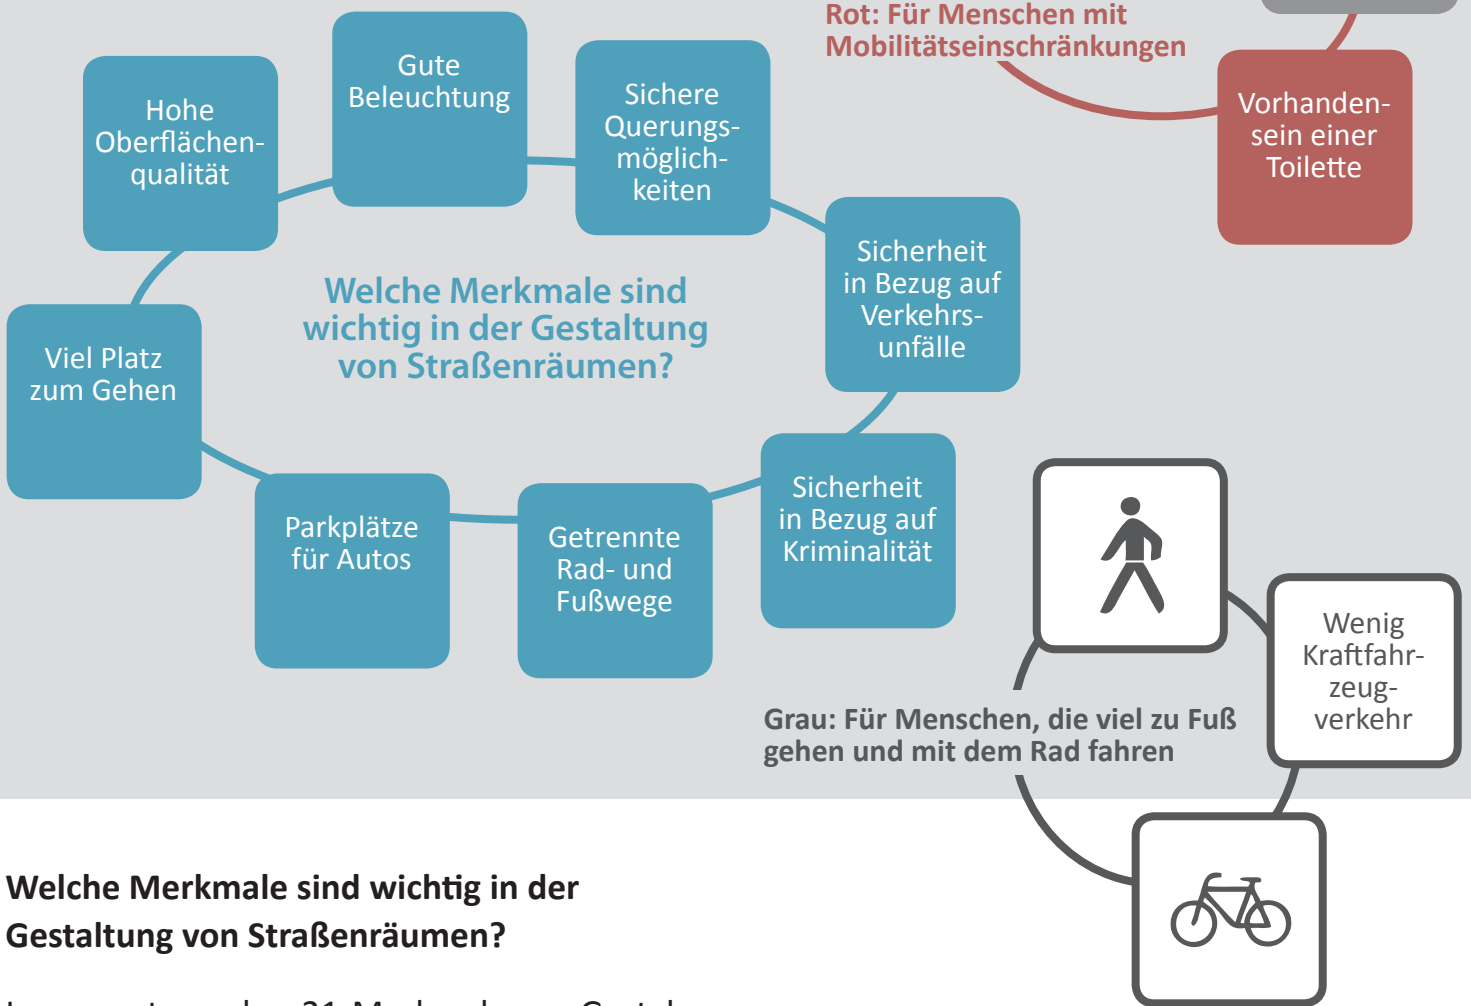 Rot: Für Menschen mit
Mobilitätseinschränkungen
Vorhanden-
sein einer
Toilette
Gute
Beleuchtung
Hohe
Oberflächen-
qualität
Sichere
Querungs-
möglich-
keiten
Sicherheit
in Bezug auf
Verkehrs-
unfälle
Welche Merkmale sind
wichtig in der Gestaltung
von Straßenräumen?
Viel Platz
zum Gehen
Parkplätze
für Autos
Getrennte
Rad- und
Fußwege
Sicherheit
in Bezug auf
Kriminalität
Wenig
Kraftfahr-
zeug-
verkehr
Grau: Für Menschen, die viel zu Fuß
gehen und mit dem Rad fahren
Welche Merkmale sind wichtig in der
Gestaltung von Straßenräumen?